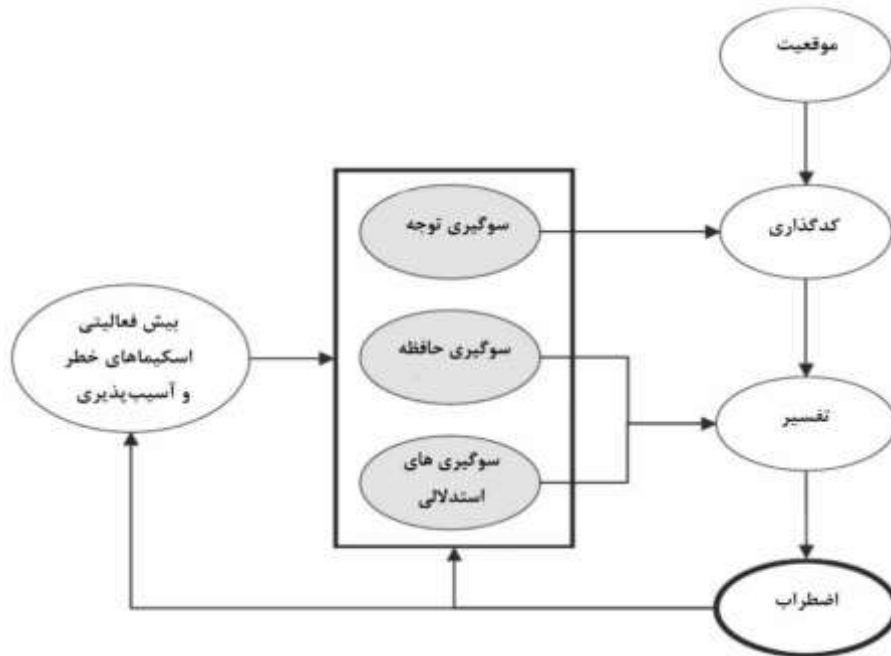 موقعیت
کدگذاری
سوگیری توجه
بیش فعالیتی
اسکیماهای خطر
و آسیب‌پذیری
سوگیری حافظه
تفسیر
سوگیری های
استدلالی
اضطراب